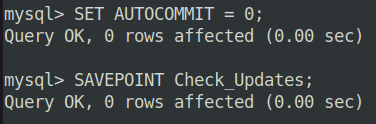 mysql> SET AUTOCOMMIT = 0;
Query OK, 0 rows affected (0.00 sec)
mysql> SAVEPOINT Check_Updates;
Query OK, 0 rows affected (0.00 sec)